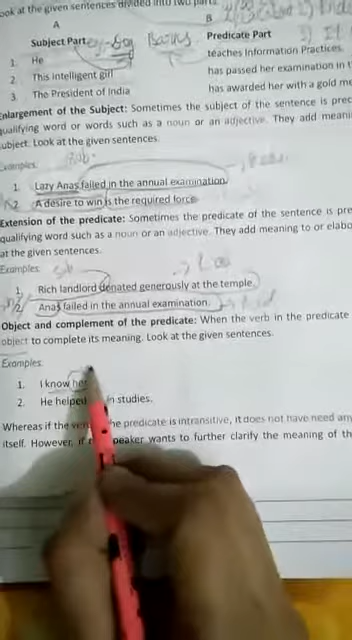 ook at the given sentences divided into two parts.
A B
Subject Part Predicate Part
1. He teaches Information Practices.
2. This intelligent girl has passed her examination in t
3. The President of India has awarded her with a gold me
Enlargement of the Subject: Sometimes the subject of the sentence is prec
qualifying word or words such as a noun or an adjective. They add meani
ubject. Look at the given sentences.
Examples:
1. Lazy Anas failed in the annual examination.
2. A desire to win is the required force.
Extension of the predicate: Sometimes the predicate of the sentence is pre
qualifying word such as a noun or an adjective. They add meaning to or elabo
at the given sentences.
Examples:
1. Rich landlord donated generously at the temple.
2. Anas failed in the annual examination.
Object and complement of the predicate: When the verb in the predicate
object to complete its meaning. Look at the given sentences.
Examples:
1. I know her
2. He helped in studies.
Whereas if the ver he predicate is intransitive, it does not have need an
itself. However, if peaker wants to further clarify the meaning of th